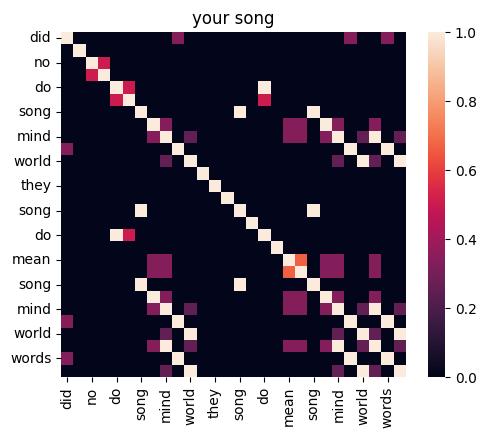 your song
did
no
do
song
mind
world
they
song
do
mean
song
mind
world
words
did
no
do
song
mind
world
they
song
do
mean
song
mind
world
words
1.0
0.8
0.6
0.4
0.2
0.0